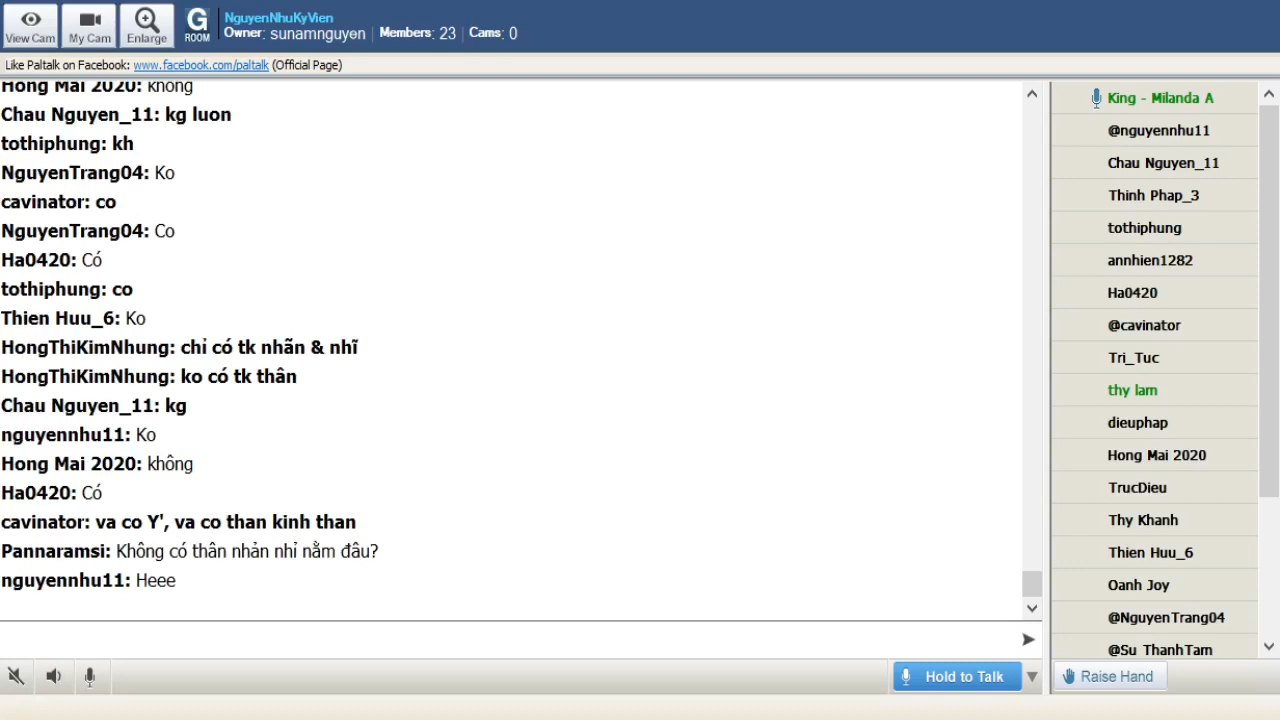 View Cam
My Cam
Enlarge
G
ROOM
NguyenNhuKyVien
Owner: sunamnguyen | Members: 23 | Cams: 0
Like Paltalk on Facebook: www.facebook.com/paltalk (Official Page)
Hong Mai 2020: không
Chau Nguyen_11: kg luon
tothiphung: kh
NguyenTrang04: Ko
cavinator: co
NguyenTrang04: Co
Ha0420: Có
tothiphung: co
Thien Huu_6: Ko
HongThiKimNhung: chỉ có tk nhãn & nhĩ
HongThiKimNhung: ko có tk thân
Chau Nguyen_11: kg
nguyennhu11: Ko
Hong Mai 2020: không
Ha0420: Có
cavinator: va co Y', va co than kinh than
Pannaramsi: Không có thân nhản nhỉ nằm đâu?
nguyennhu11: Heee
King - Milanda A
@nguyennhu11
Chau Nguyen_11
Thinh Phap_3
tothiphung
annhien1282
Ha0420
@cavinator
Tri_Tuc
thy lam
dieuphap
Hong Mai 2020
TrucDieu
Thy Khanh
Thien Huu_6
Oanh Joy
@NguyenTrang04
@Su ThanhTam
Hold to Talk
Raise Hand